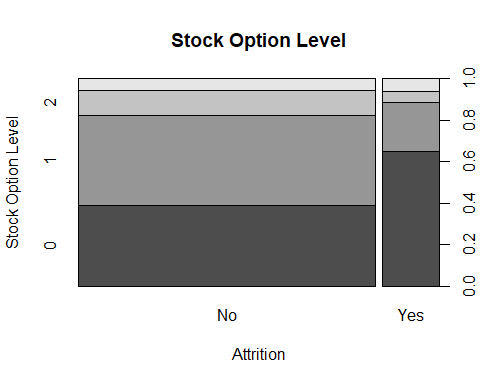 Stock Option Level
Stock Option Level
2
1
0
1.0
0.8
0.6
0.4
0.2
0.0
No
Yes
Attrition